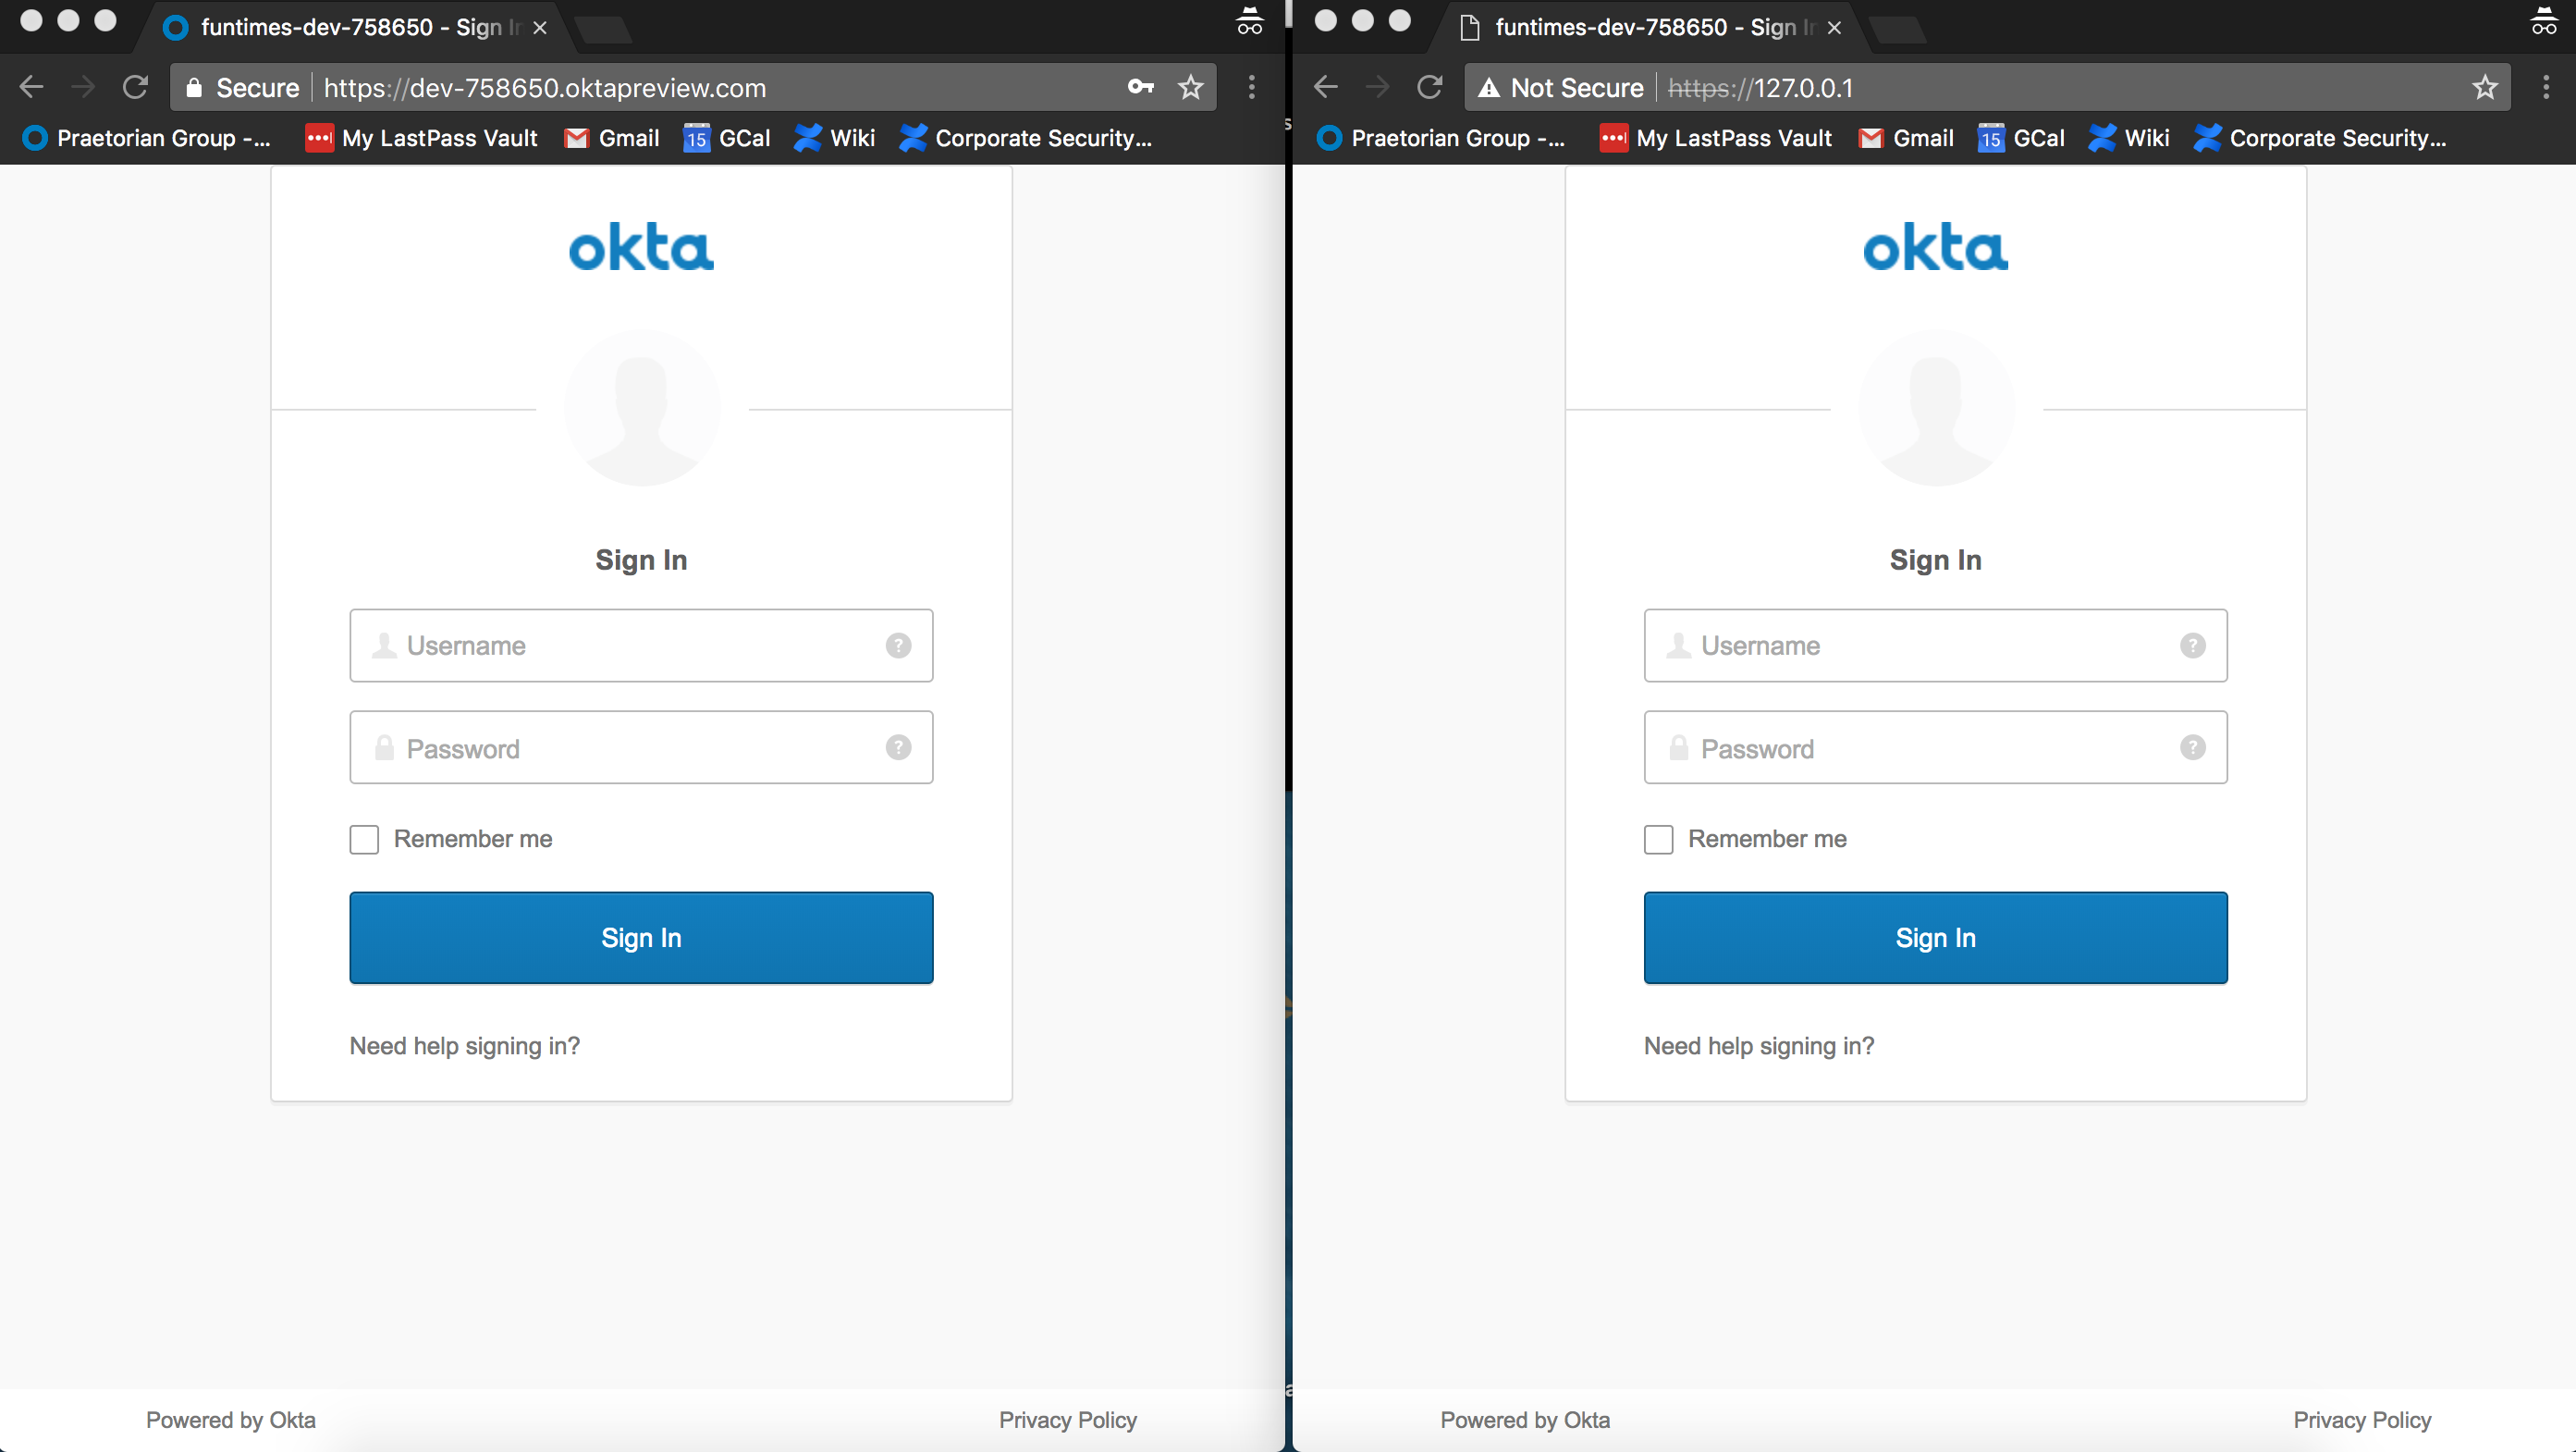 funtimes-dev-758650 - Sign In
Secure https://dev-758650.oktapreview.com
Praetorian Group -... My LastPass Vault Gmail 15 GCal Wiki Corporate Security...
okta
Sign In
Username ?
Password ?
Remember me
Sign In
Need help signing in?
Powered by Okta Privacy Policy
funtimes-dev-758650 - Sign In
Not Secure https://127.0.0.1
Praetorian Group -... My LastPass Vault Gmail 15 GCal Wiki Corporate Security...
okta
Sign In
Username ?
Password ?
Remember me
Sign In
Need help signing in?
Powered by Okta Privacy Policy